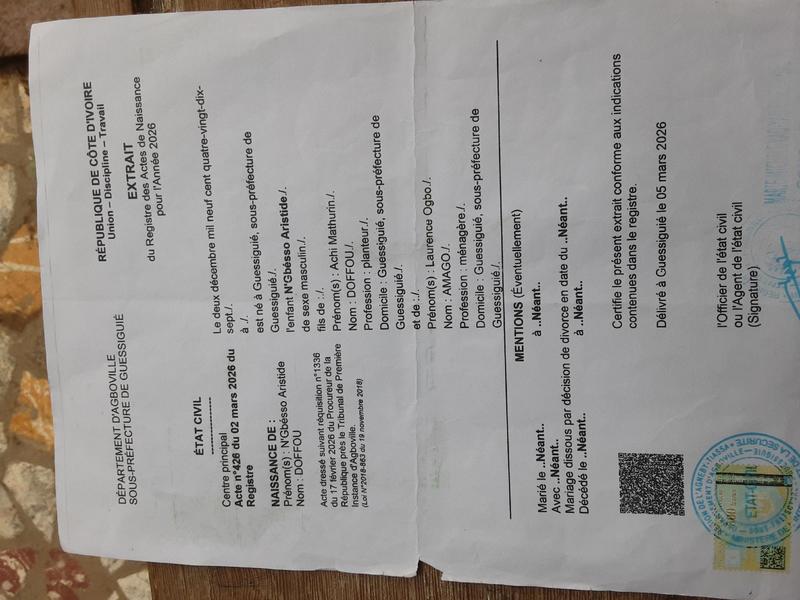 DÉPARTEMENT D'AGBOVILLE
SOUS-PRÉFECTURE DE GUESSIGUIÉ
RÉPUBLIQUE DE CÔTE D'IVOIRE
Union – Discipline – Travail
EXTRAIT
du Registre des Actes de Naissance
pour l'Année 2026
ÉTAT CIVIL
------------
Centre principal
Acte n°426 du 02 mars 2026 du
Registre
NAISSANCE DE :
Prénom(s) : N'Gbésso Aristide
Nom : DOFFOU
Acte dressé suivant réquisition n°1336
du 17 février 2026 du Procureur de la
République près le Tribunal de Première
Instance d'Agboville.
(Loi N°2018-863 du 19 novembre 2018)
Le deux décembre mil neuf cent quatre-vingt-dix-
sept./.
à ./.
est né à Guessiguié, sous-préfecture de
Guessiguié./.
l'enfant N'Gbésso Aristide./.
de sexe masculin./.
fils de :./.
Prénom(s) : Achi Mathurin./.
Nom : DOFFOU./.
Profession : planteur./.
Domicile : Guessiguié, sous-préfecture de
Guessiguié./.
et de :./.
Prénom(s) : Laurence Ogbo./.
Nom : AMAGO./.
Profession : ménagère./.
Domicile : Guessiguié, sous-préfecture de
Guessiguié./.
MENTIONS (Éventuellement)
Marié le ..Néant.. à ..Néant..
Avec ..Néant..
Mariage dissous par décision de divorce en date du ..Néant..
Décédé le ..Néant.. à ..Néant..
Certifie le présent extrait conforme aux indications
contenues dans le registre.
Délivré à Guessiguié le 05 mars 2026
l'Officier de l'état civil
ou l'Agent de l'état civil
(Signature)
ETAT CIVIL